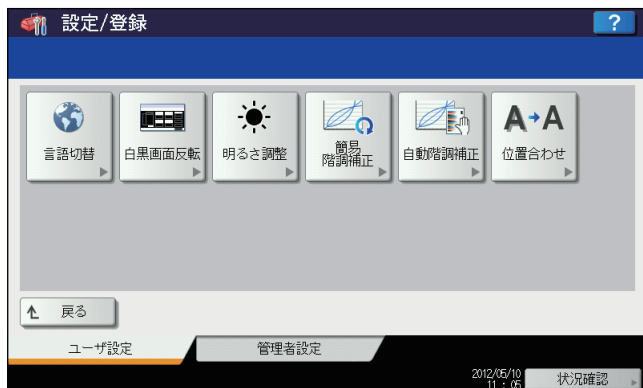 設定/登録
?
言語切替
白黒画面反転
明るさ調整
簡易
階調補正
自動階調補正
A→A
位置合わせ
戻る
ユーザ設定
管理者設定
2012/05/10
11 : 05
状況確認